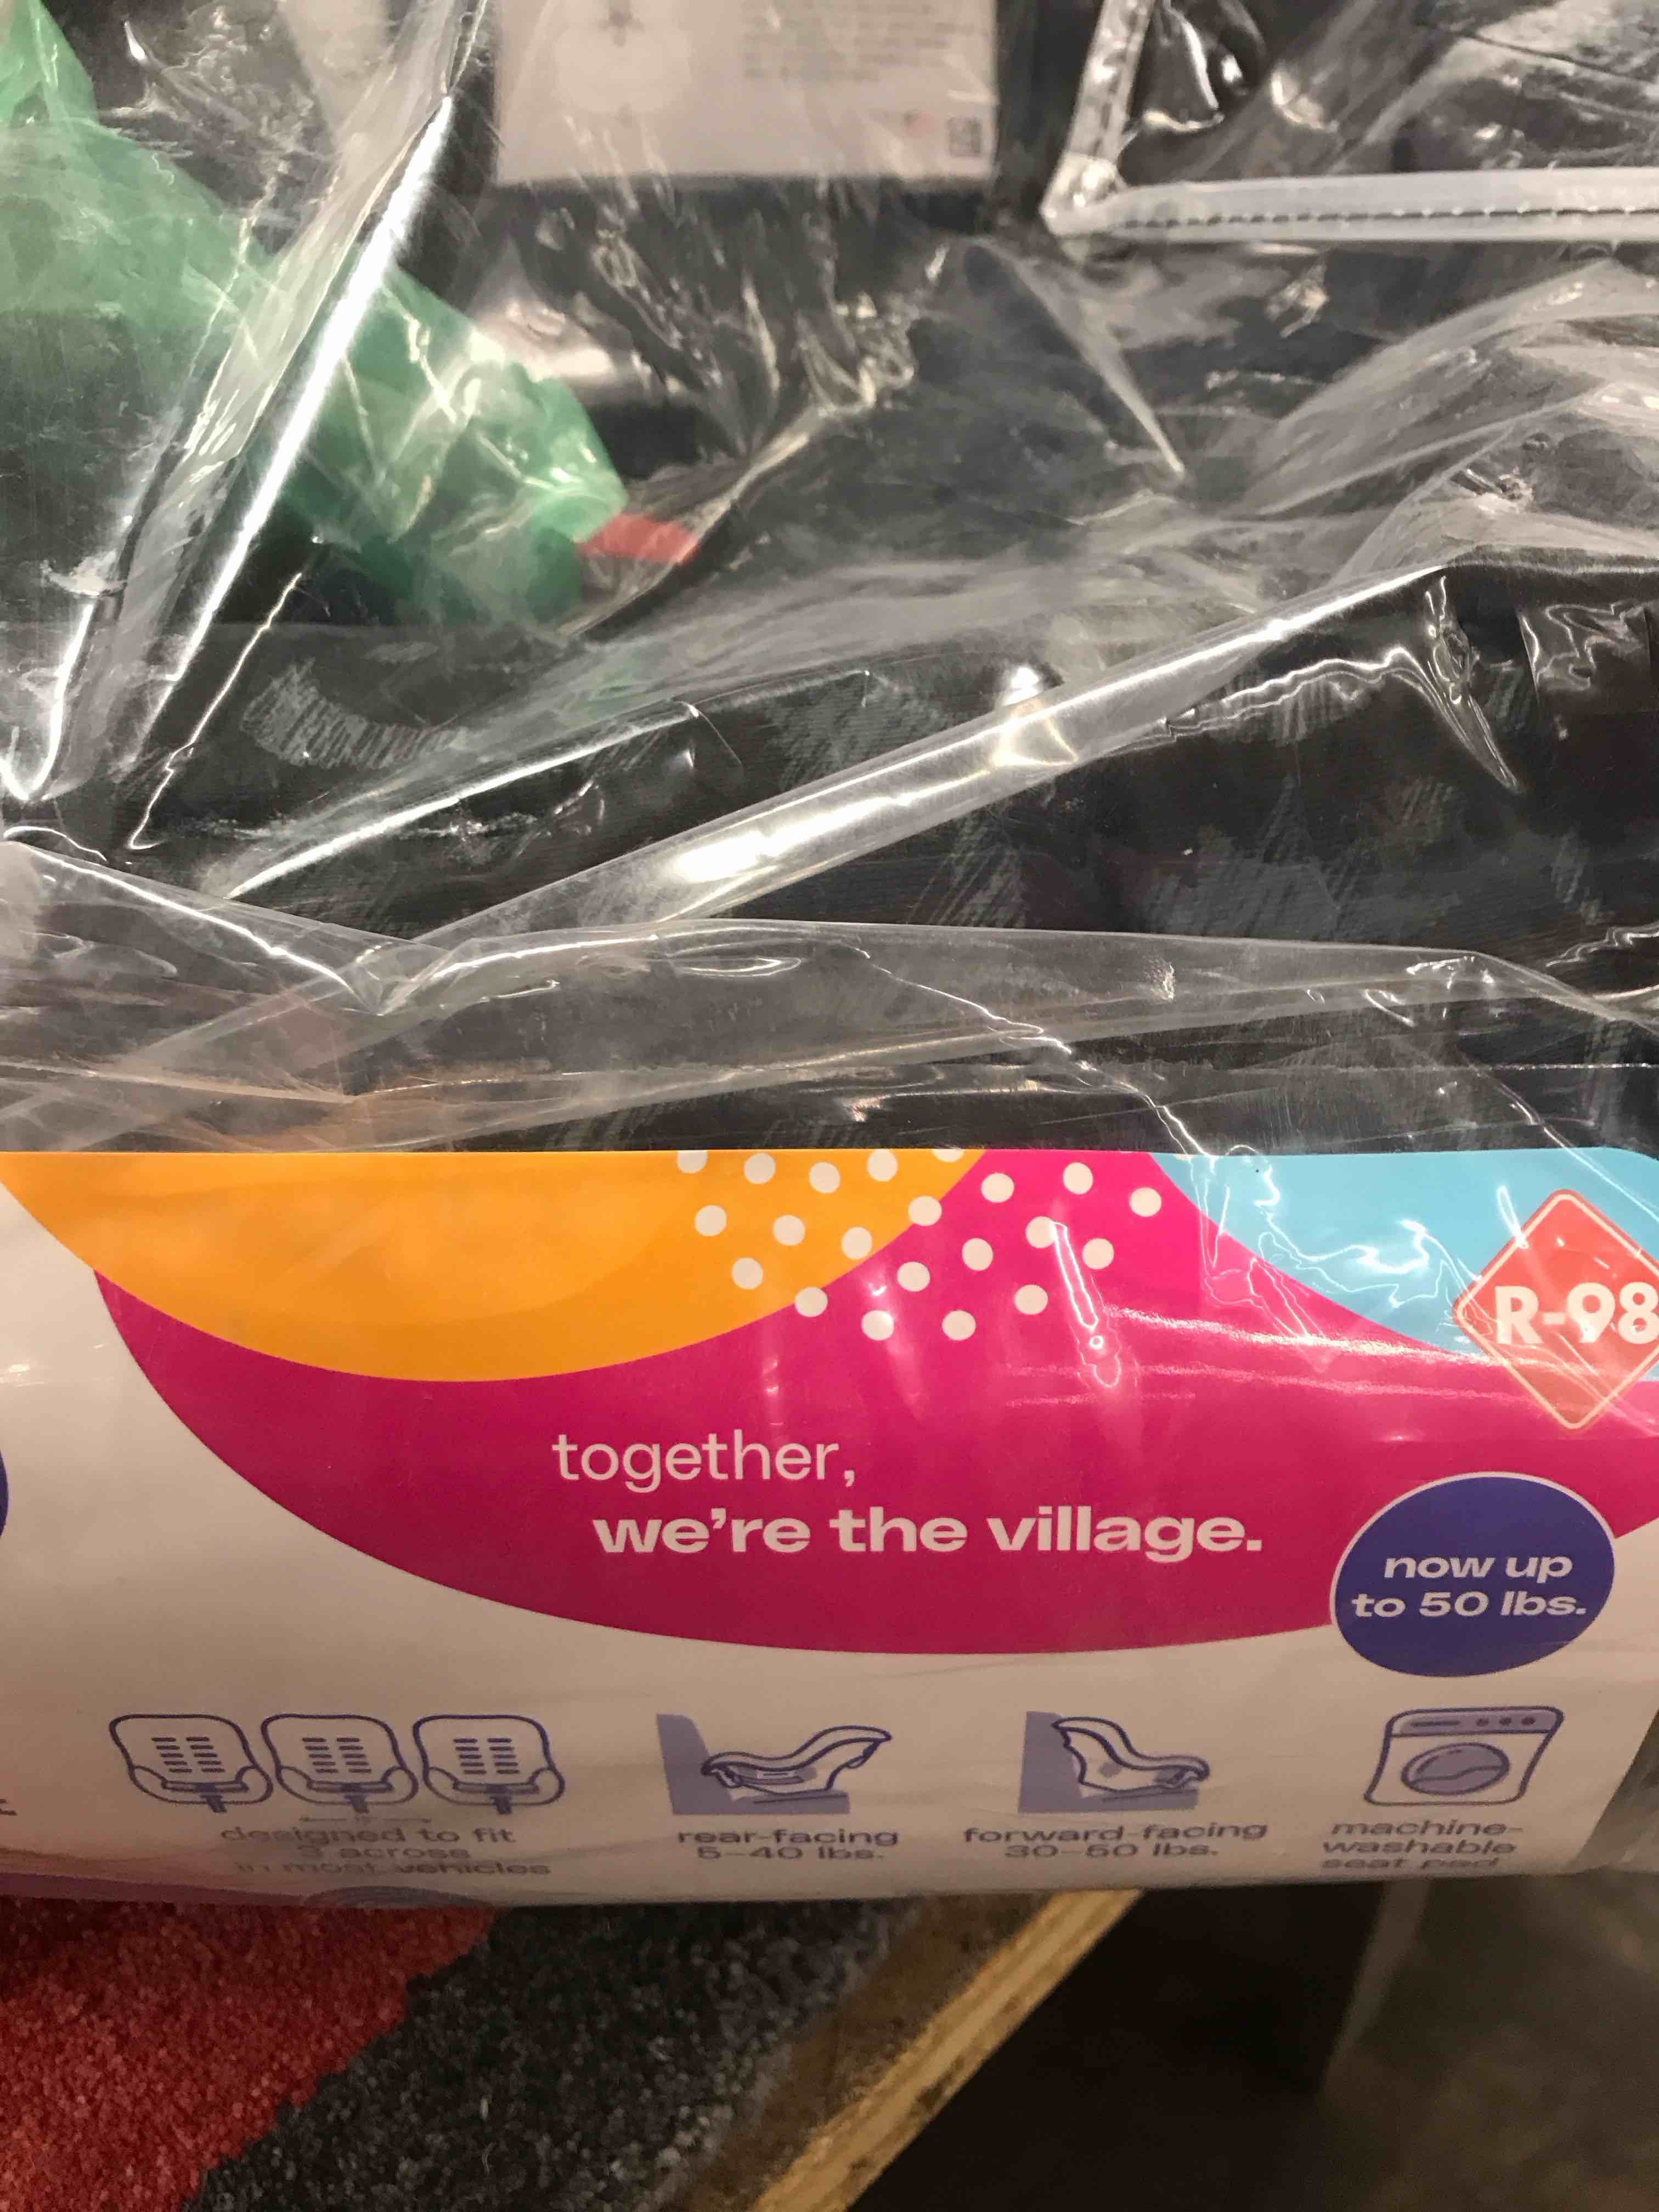 R-98
together,
we're the village.
now up
to 50 lbs.
designed to fit
3 across
in most vehicles
rear-facing
5-40 lbs.
forward-facing
30-50 lbs.
machine-
washable
seat pad